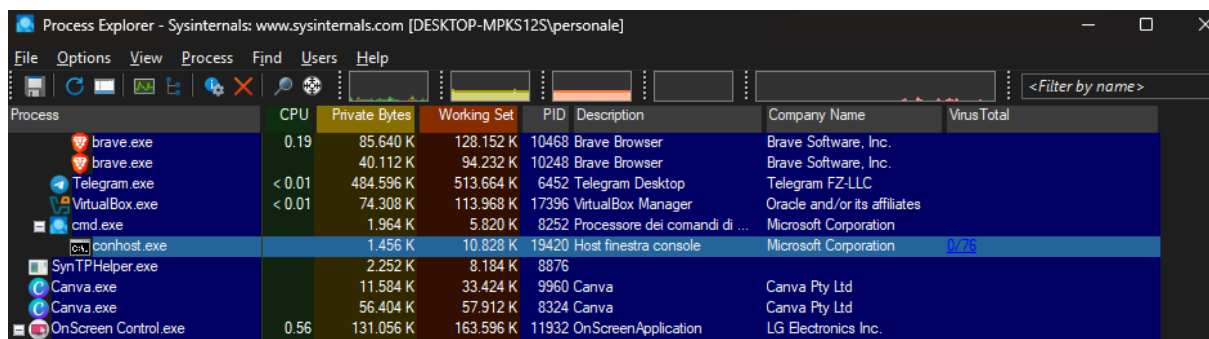 Process Explorer - Sysinternals: www.sysinternals.com [DESKTOP-MPKS12S\personale]
File Options View Process Find Users Help
<Filter by name>
Process CPU Private Bytes Working Set PID Description Company Name VirusTotal
brave.exe 0.19 85.640 K 128.152 K 10468 Brave Browser Brave Software, Inc.
brave.exe 40.112 K 94.232 K 10248 Brave Browser Brave Software, Inc.
Telegram.exe < 0.01 484.596 K 513.664 K 6452 Telegram Desktop Telegram FZ-LLC
VirtualBox.exe < 0.01 74.308 K 113.968 K 17396 VirtualBox Manager Oracle and/or its affiliates
cmd.exe 1.964 K 5.820 K 8252 Processore dei comandi di ... Microsoft Corporation
conhost.exe 1.456 K 10.828 K 19420 Host finestra console Microsoft Corporation 0/76
SynTPHelper.exe 2.252 K 8.184 K 8876
Canva.exe 11.584 K 33.424 K 9960 Canva Canva Pty Ltd
Canva.exe 56.404 K 57.912 K 8324 Canva Canva Pty Ltd
OnScreen Control.exe 0.56 131.056 K 163.596 K 11932 OnScreenApplication LG Electronics Inc.